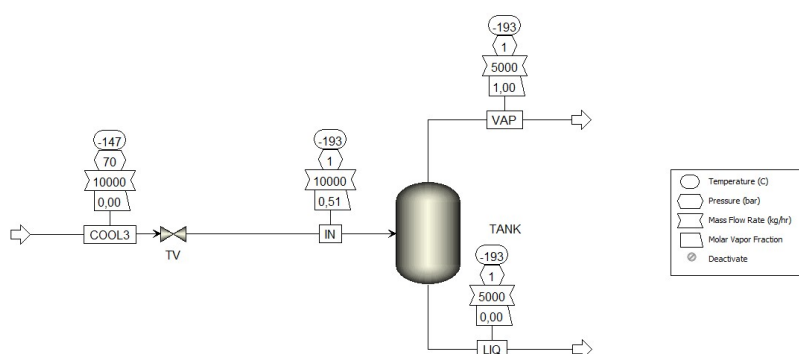 -193
1
5000
1,00
VAP
-147
70
10000
0,00
COOL3
TV
-193
1
10000
0,51
IN
TANK
-193
1
5000
0,00
LIQ
Temperature (C)
Pressure (bar)
Mass Flow Rate (kg/hr)
Molar Vapor Fraction
Deactivate